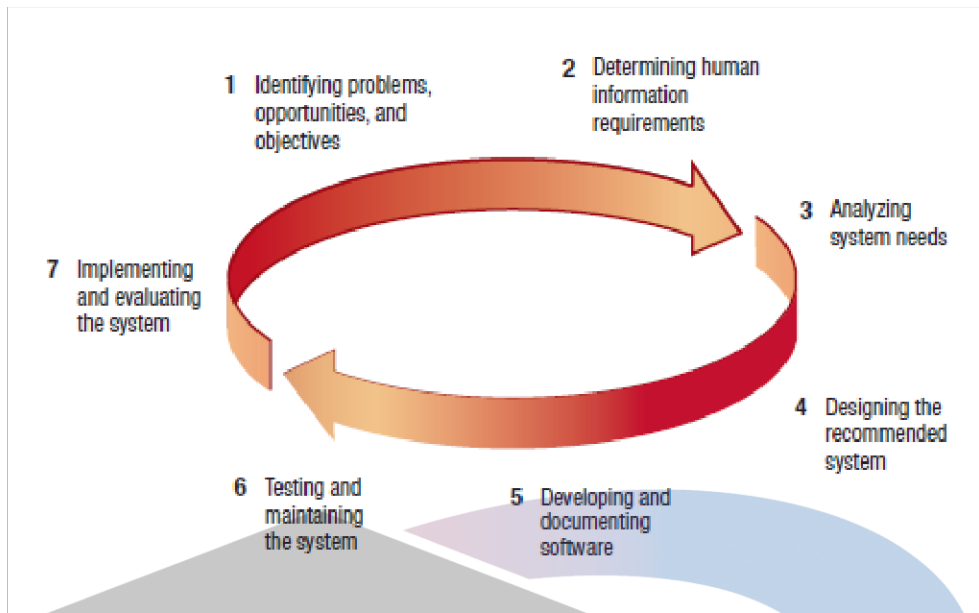 1 Identifying problems,
opportunities, and
objectives
2 Determining human
information
requirements
3 Analyzing
system needs
4 Designing the
recommended
system
5 Developing and
documenting
software
6 Testing and
maintaining
the system
7 Implementing
and evaluating
the system